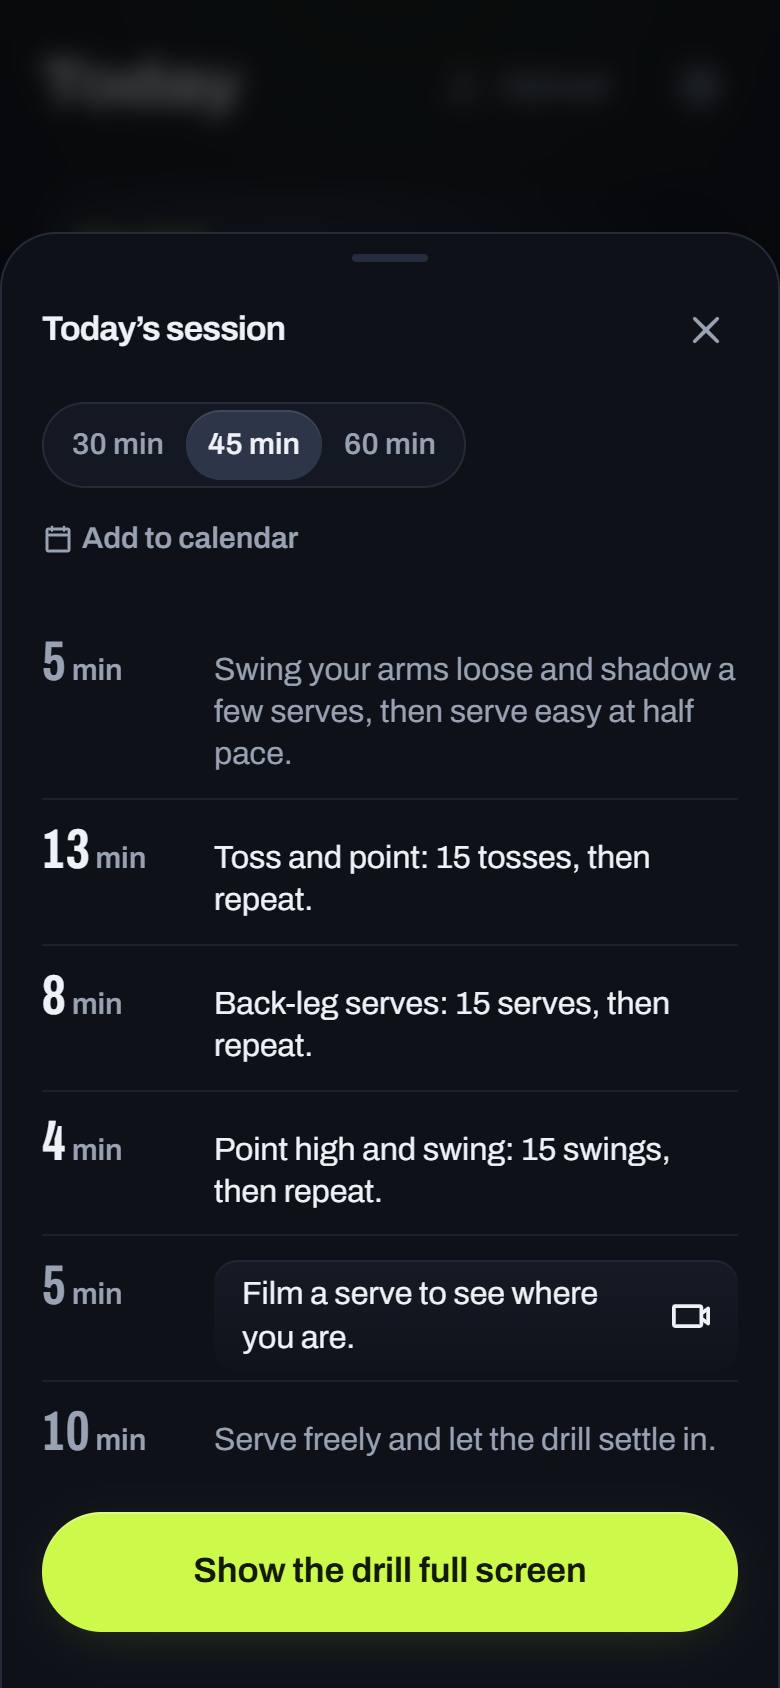 Today
Today’s session
30 min 45 min 60 min
Add to calendar
5 min
Swing your arms loose and shadow a
few serves, then serve easy at half
pace.
13 min
Toss and point: 15 tosses, then
repeat.
8 min
Back-leg serves: 15 serves, then
repeat.
4 min
Point high and swing: 15 swings,
then repeat.
5 min
Film a serve to see where
you are.
10 min
Serve freely and let the drill settle in.
Show the drill full screen